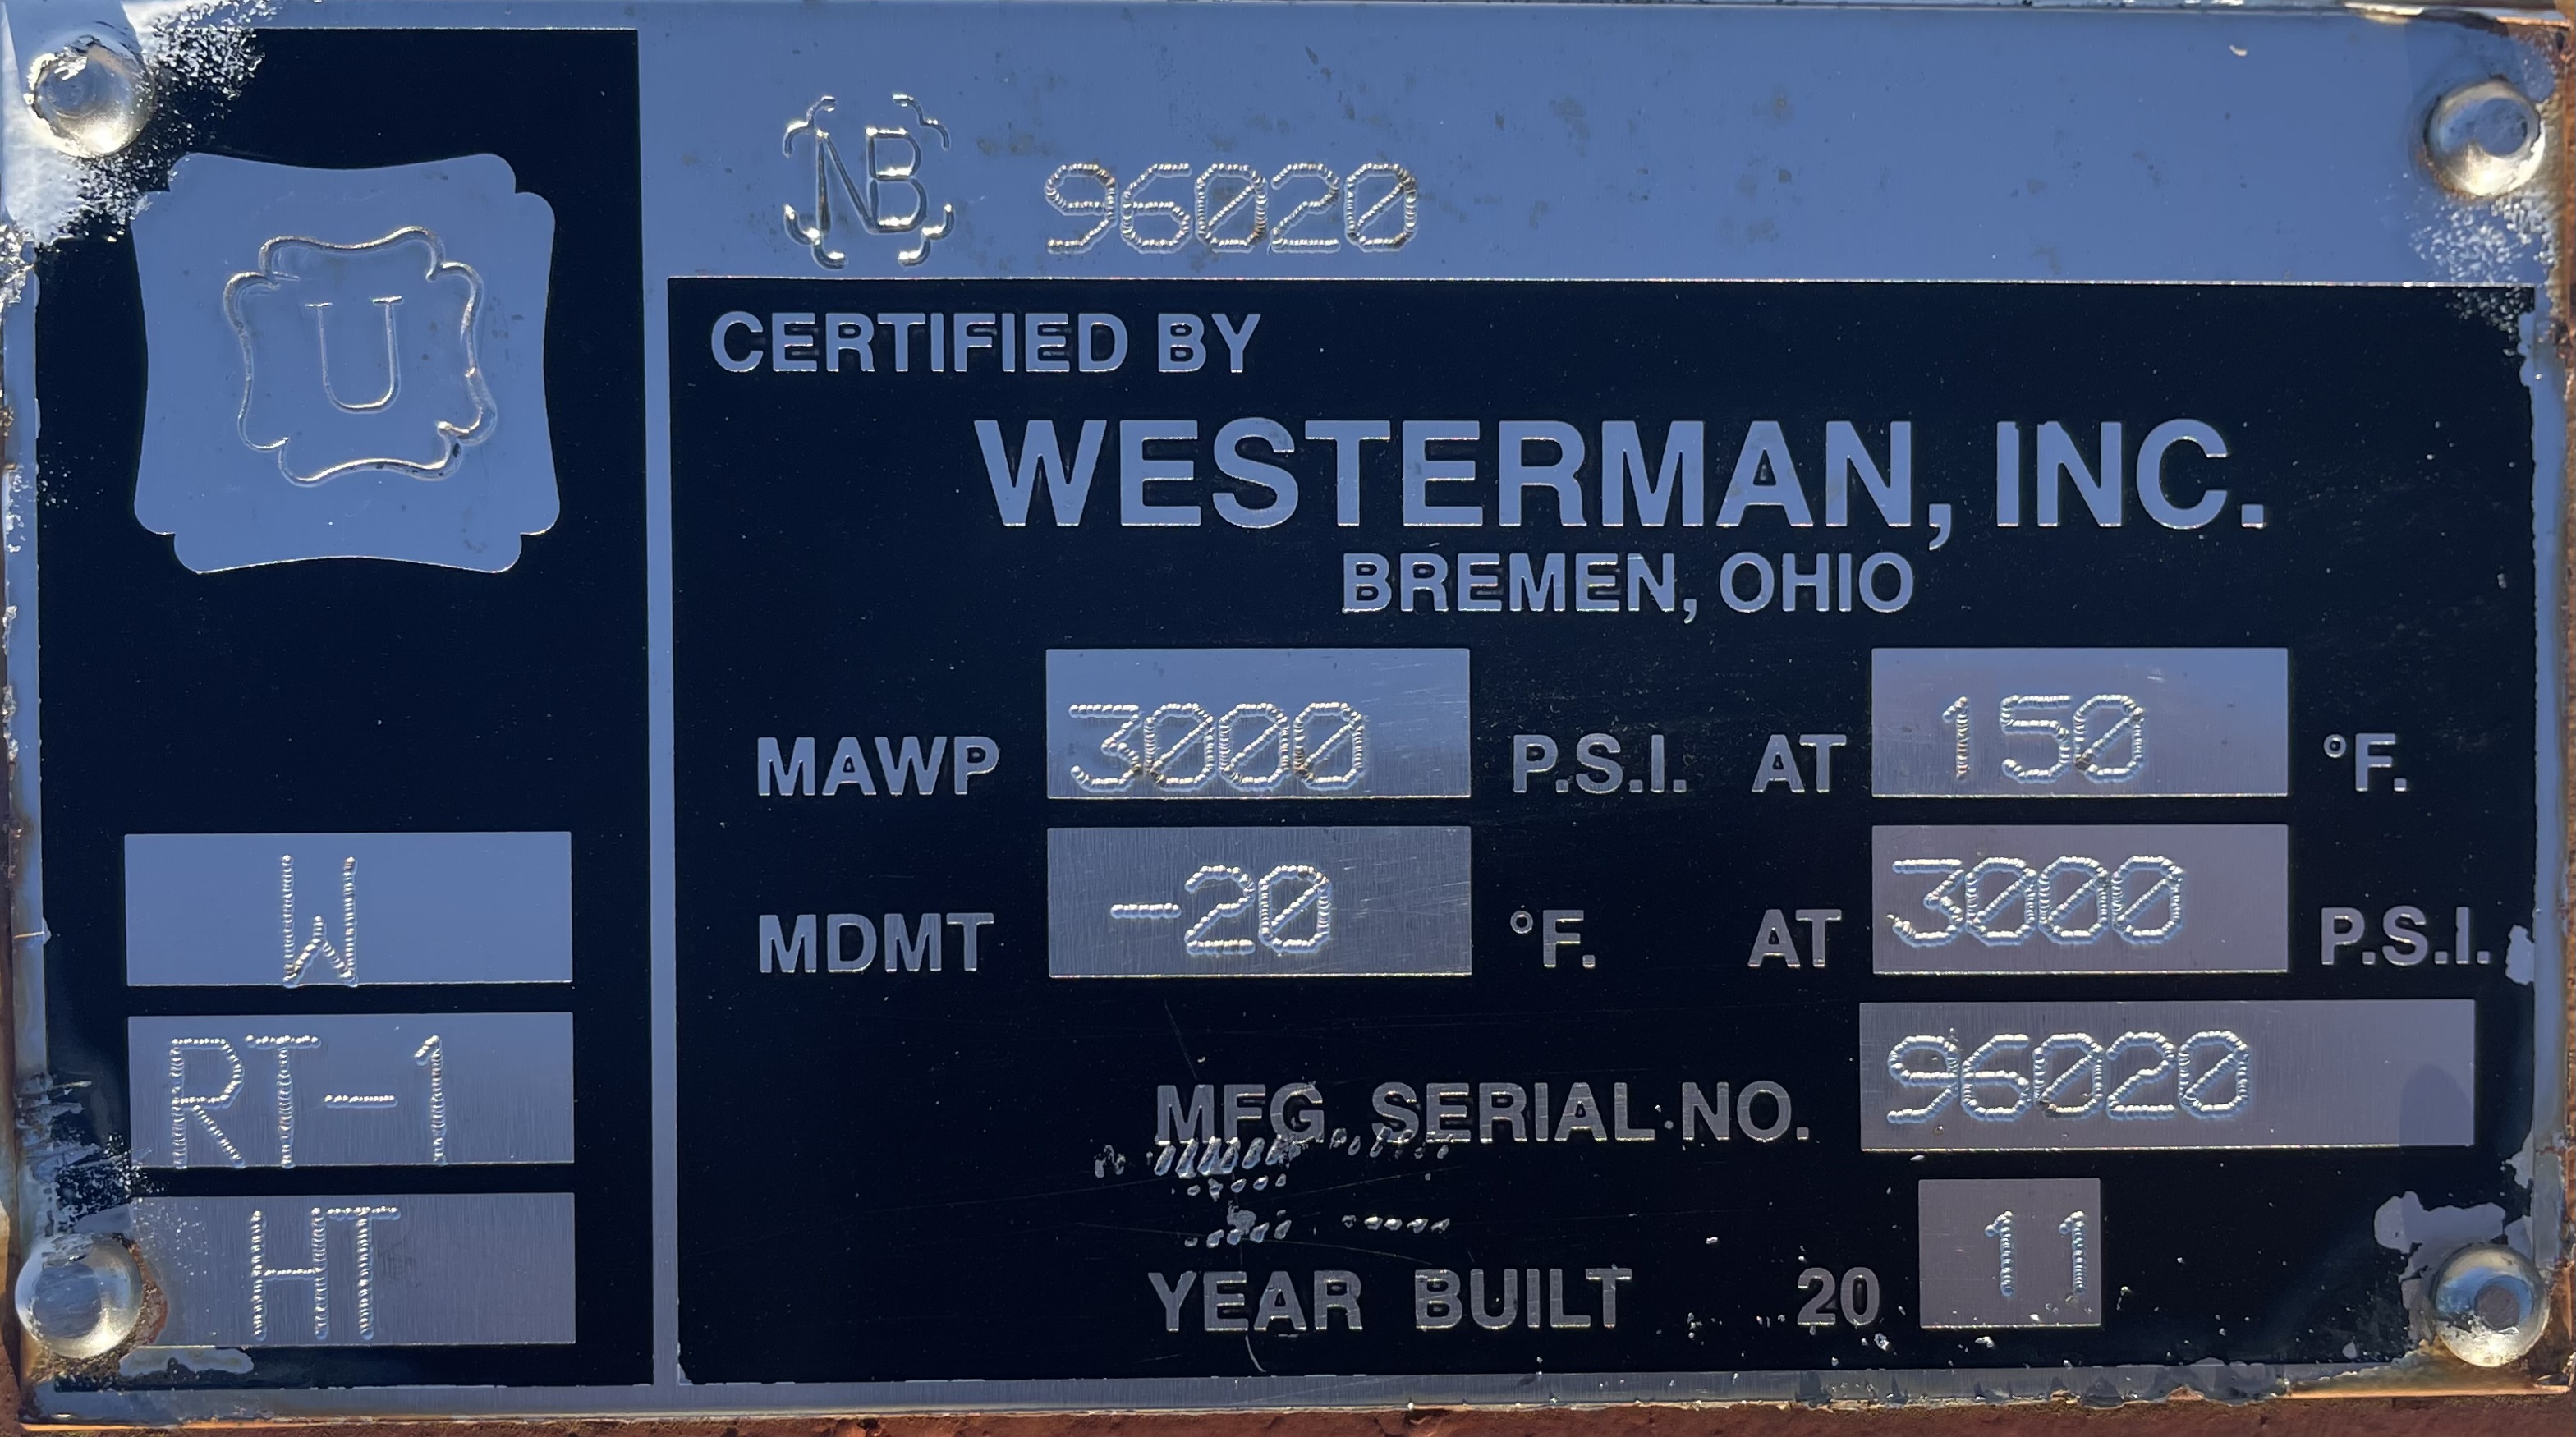 NB 96020
U
CERTIFIED BY
WESTERMAN, INC.
BREMEN, OHIO
MAWP 3000 P.S.I. AT 150 °F.
W
MDMT -20 °F. AT 3000 P.S.I.
RT-1
MFG. SERIAL NO. 96020
HT
YEAR BUILT 20 11